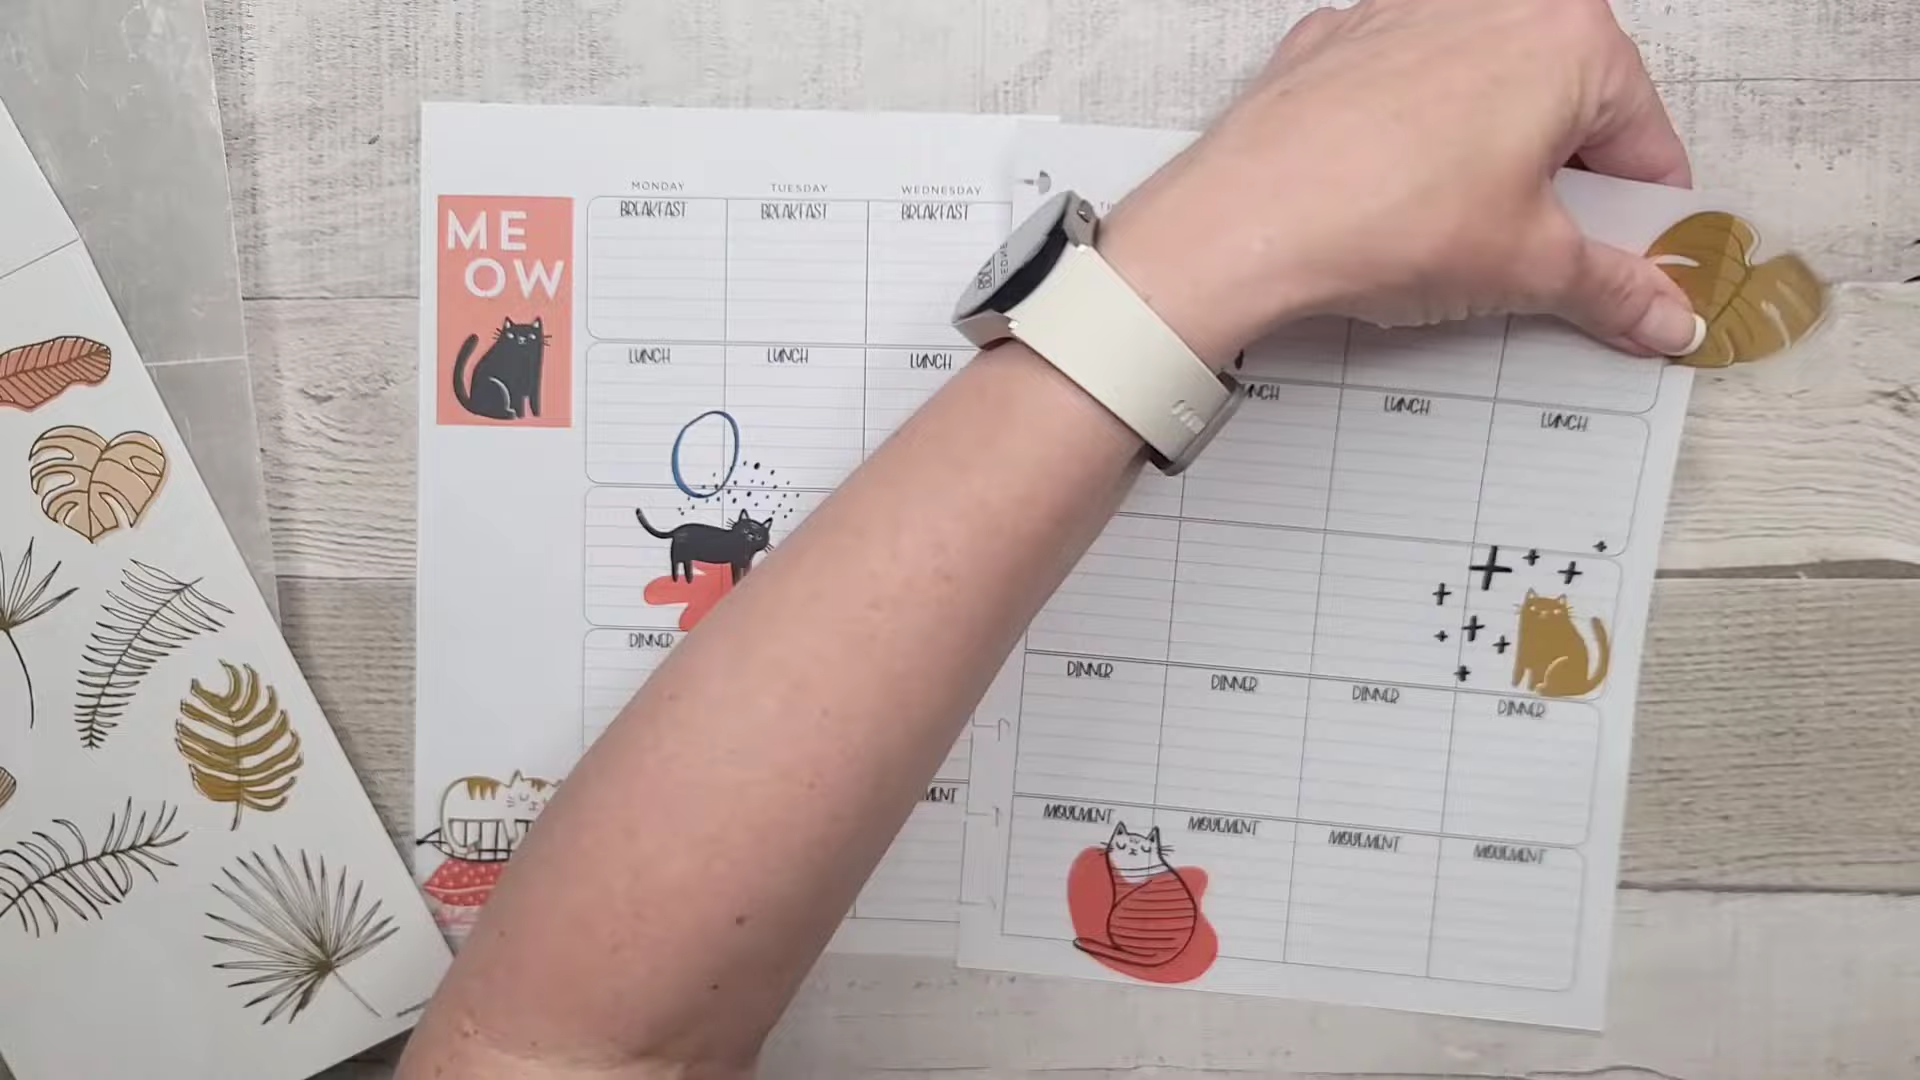 MONDAY TUESDAY WEDNESDAY
ME
OW
BREAKFAST BREAKFAST BREAKFAST
LUNCH LUNCH LUNCH
LUNCH LUNCH
DINNER
DINNER DINNER DINNER DINNER
MOVEMENT MOVEMENT MOVEMENT MOVEMENT